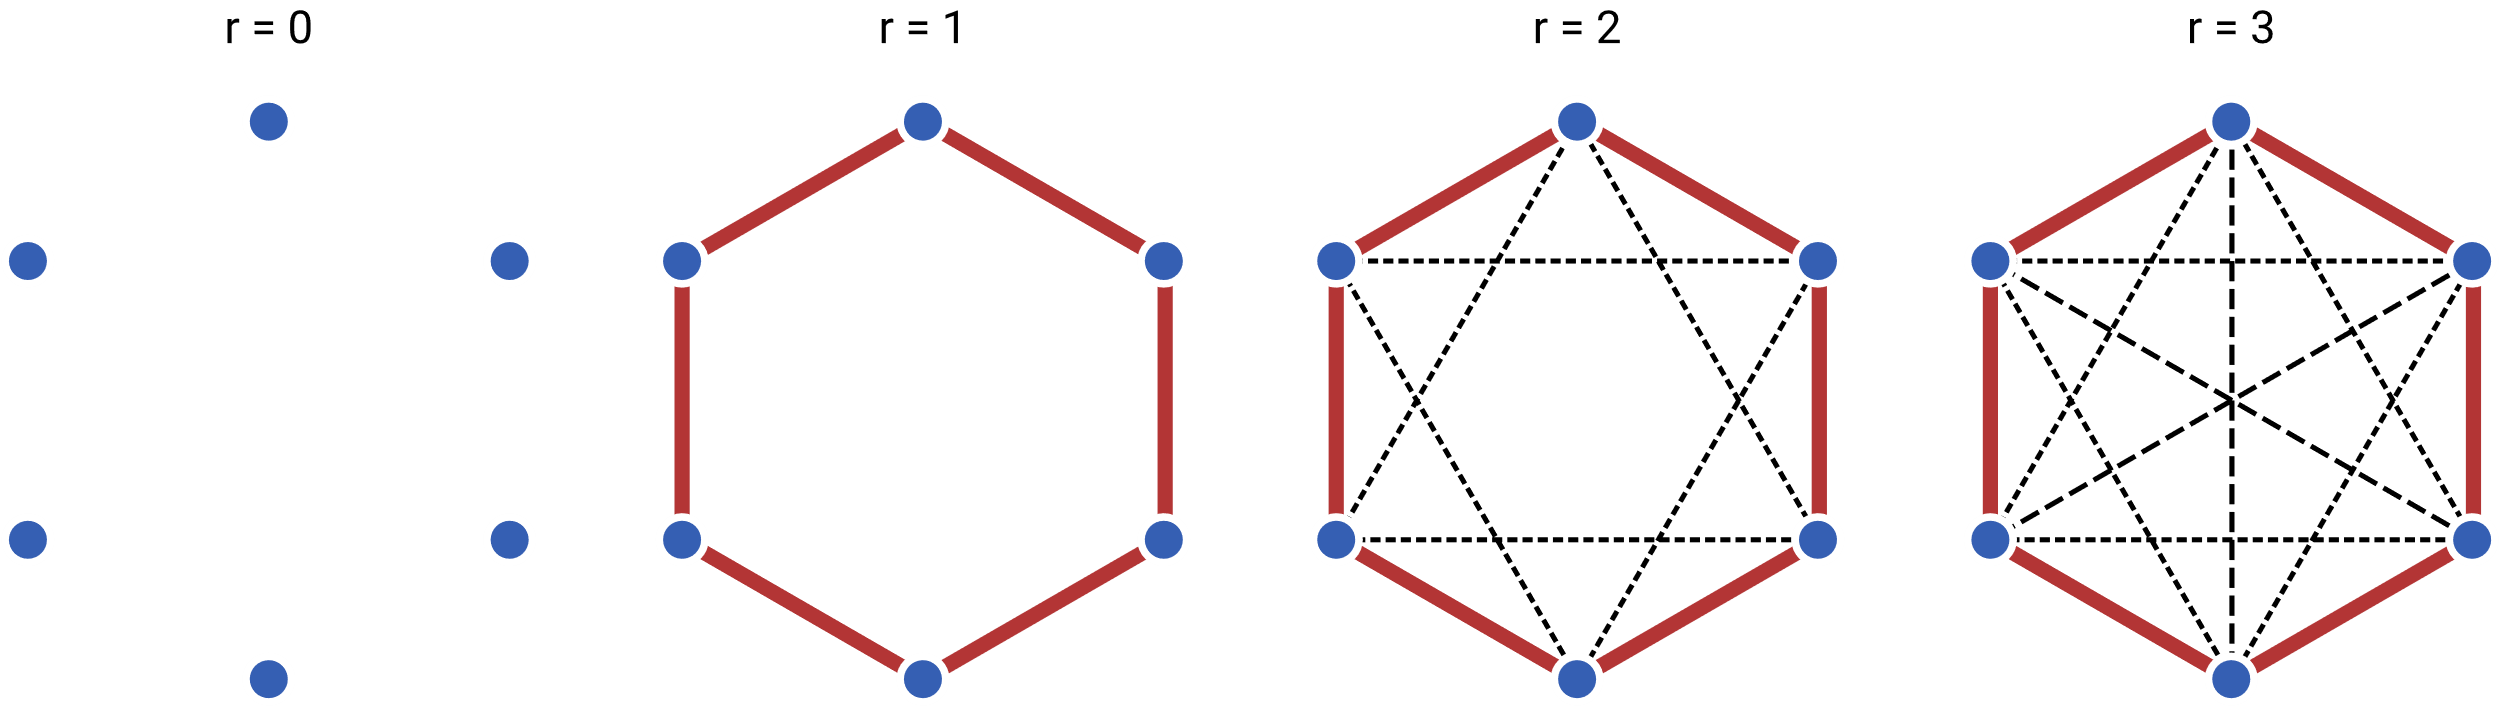 r = 0
r = 1
r = 2
r = 3